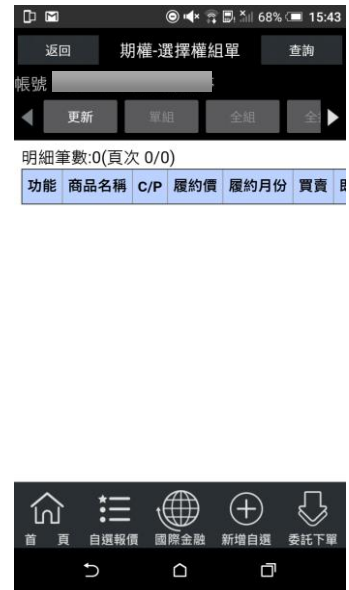 68% 15:43
返回 期權-選擇權組單 查詢
帳號
更新 單組 全組 全
明細筆數:0(頁次 0/0)
功能 商品名稱 C/P 履約價 履約月份 買賣
首 頁 自選報價 國際金融 新增自選 委託下單